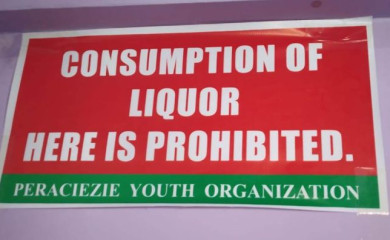 CONSUMPTION OF
LIQUOR
HERE IS PROHIBITED.
PERACIEZIE YOUTH ORGANIZATION